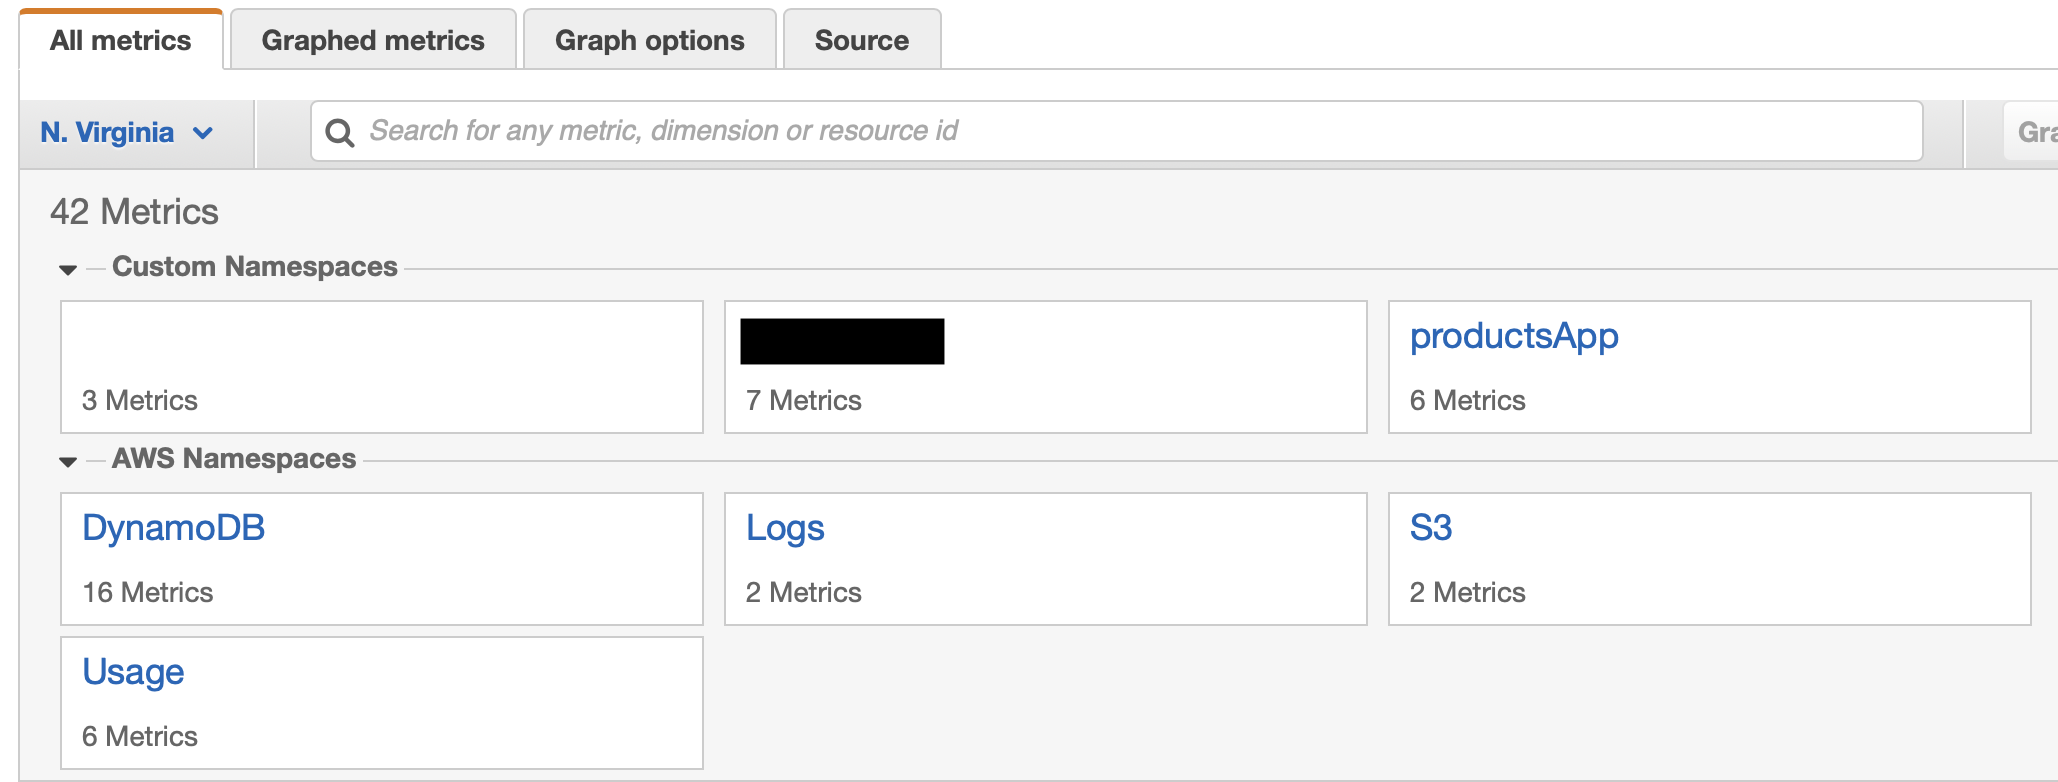 All metrics
Graphed metrics
Graph options
Source
N. Virginia
Search for any metric, dimension or resource id
Gra
42 Metrics
Custom Namespaces
productsApp
3 Metrics
7 Metrics
6 Metrics
AWS Namespaces
DynamoDB
Logs
S3
16 Metrics
2 Metrics
2 Metrics
Usage
6 Metrics